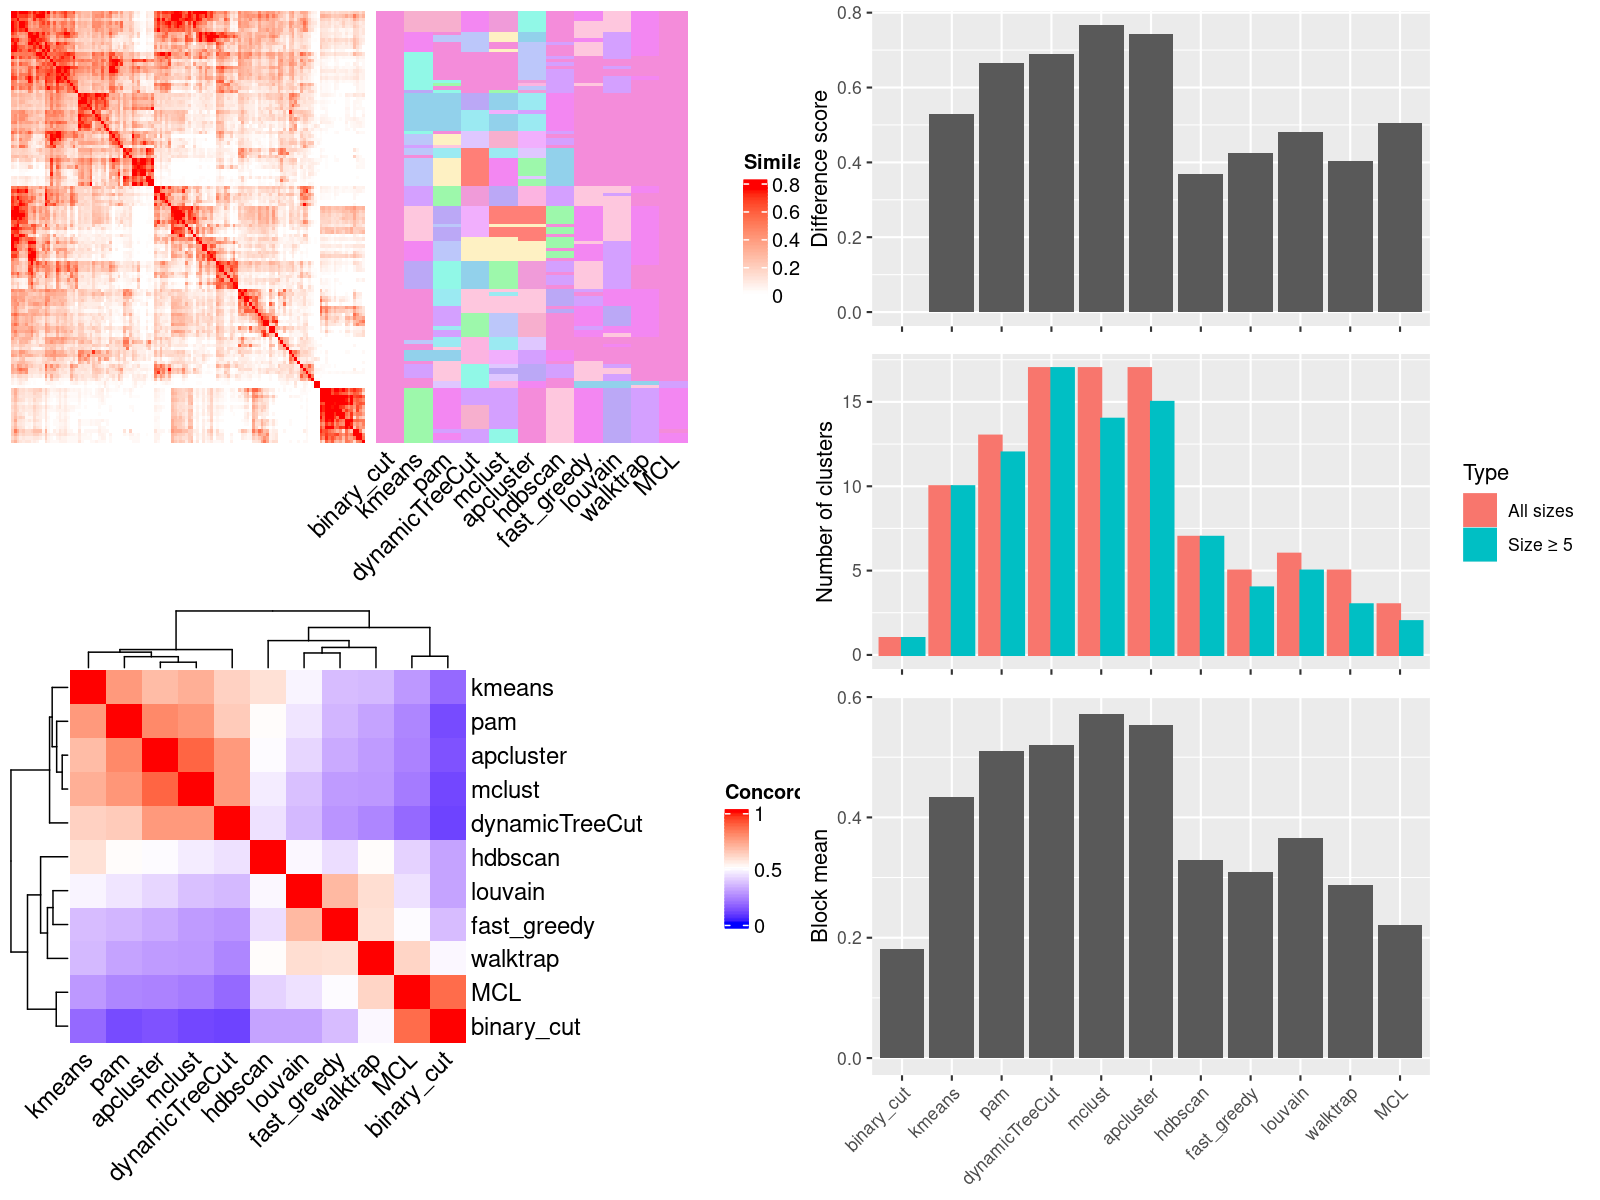 binary_cut
kmeans
pam
dynamicTreeCut
mclust
apcluster
hdbscan
fast_greedy
louvain
walktrap
MCL
Simila
0.8
0.6
0.4
0.2
0
kmeans
pam
apcluster
mclust
dynamicTreeCut
hdbscan
louvain
fast_greedy
walktrap
MCL
binary_cut
kmeans
pam
apcluster
mclust
dynamicTreeCut
hdbscan
louvain
fast_greedy
walktrap
MCL
binary_cut
Concord
1
0.5
0
Difference score
0.8
0.6
0.4
0.2
0.0
Number of clusters
15
10
5
0
Type
All sizes
Size ≥ 5
Block mean
0.6
0.4
0.2
0.0
binary_cut
kmeans
pam
dynamicTreeCut
mclust
apcluster
hdbscan
fast_greedy
louvain
walktrap
MCL